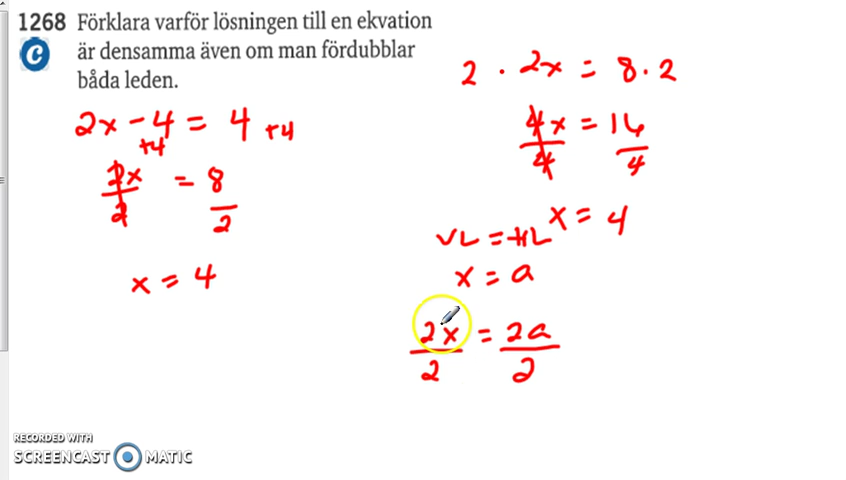 1268 Förklara varför lösningen till en ekvation
C är densamma även om man fördubblar
båda leden.
2x - 4 = 4 +4
+4
2x/2 = 8/2
x = 4
2 · 2x = 8 · 2
4x/4 = 16/4
x = 4
VL = HL
x = a
2x/2 = 2a/2
RECORDED WITH
SCREENCAST MATIC